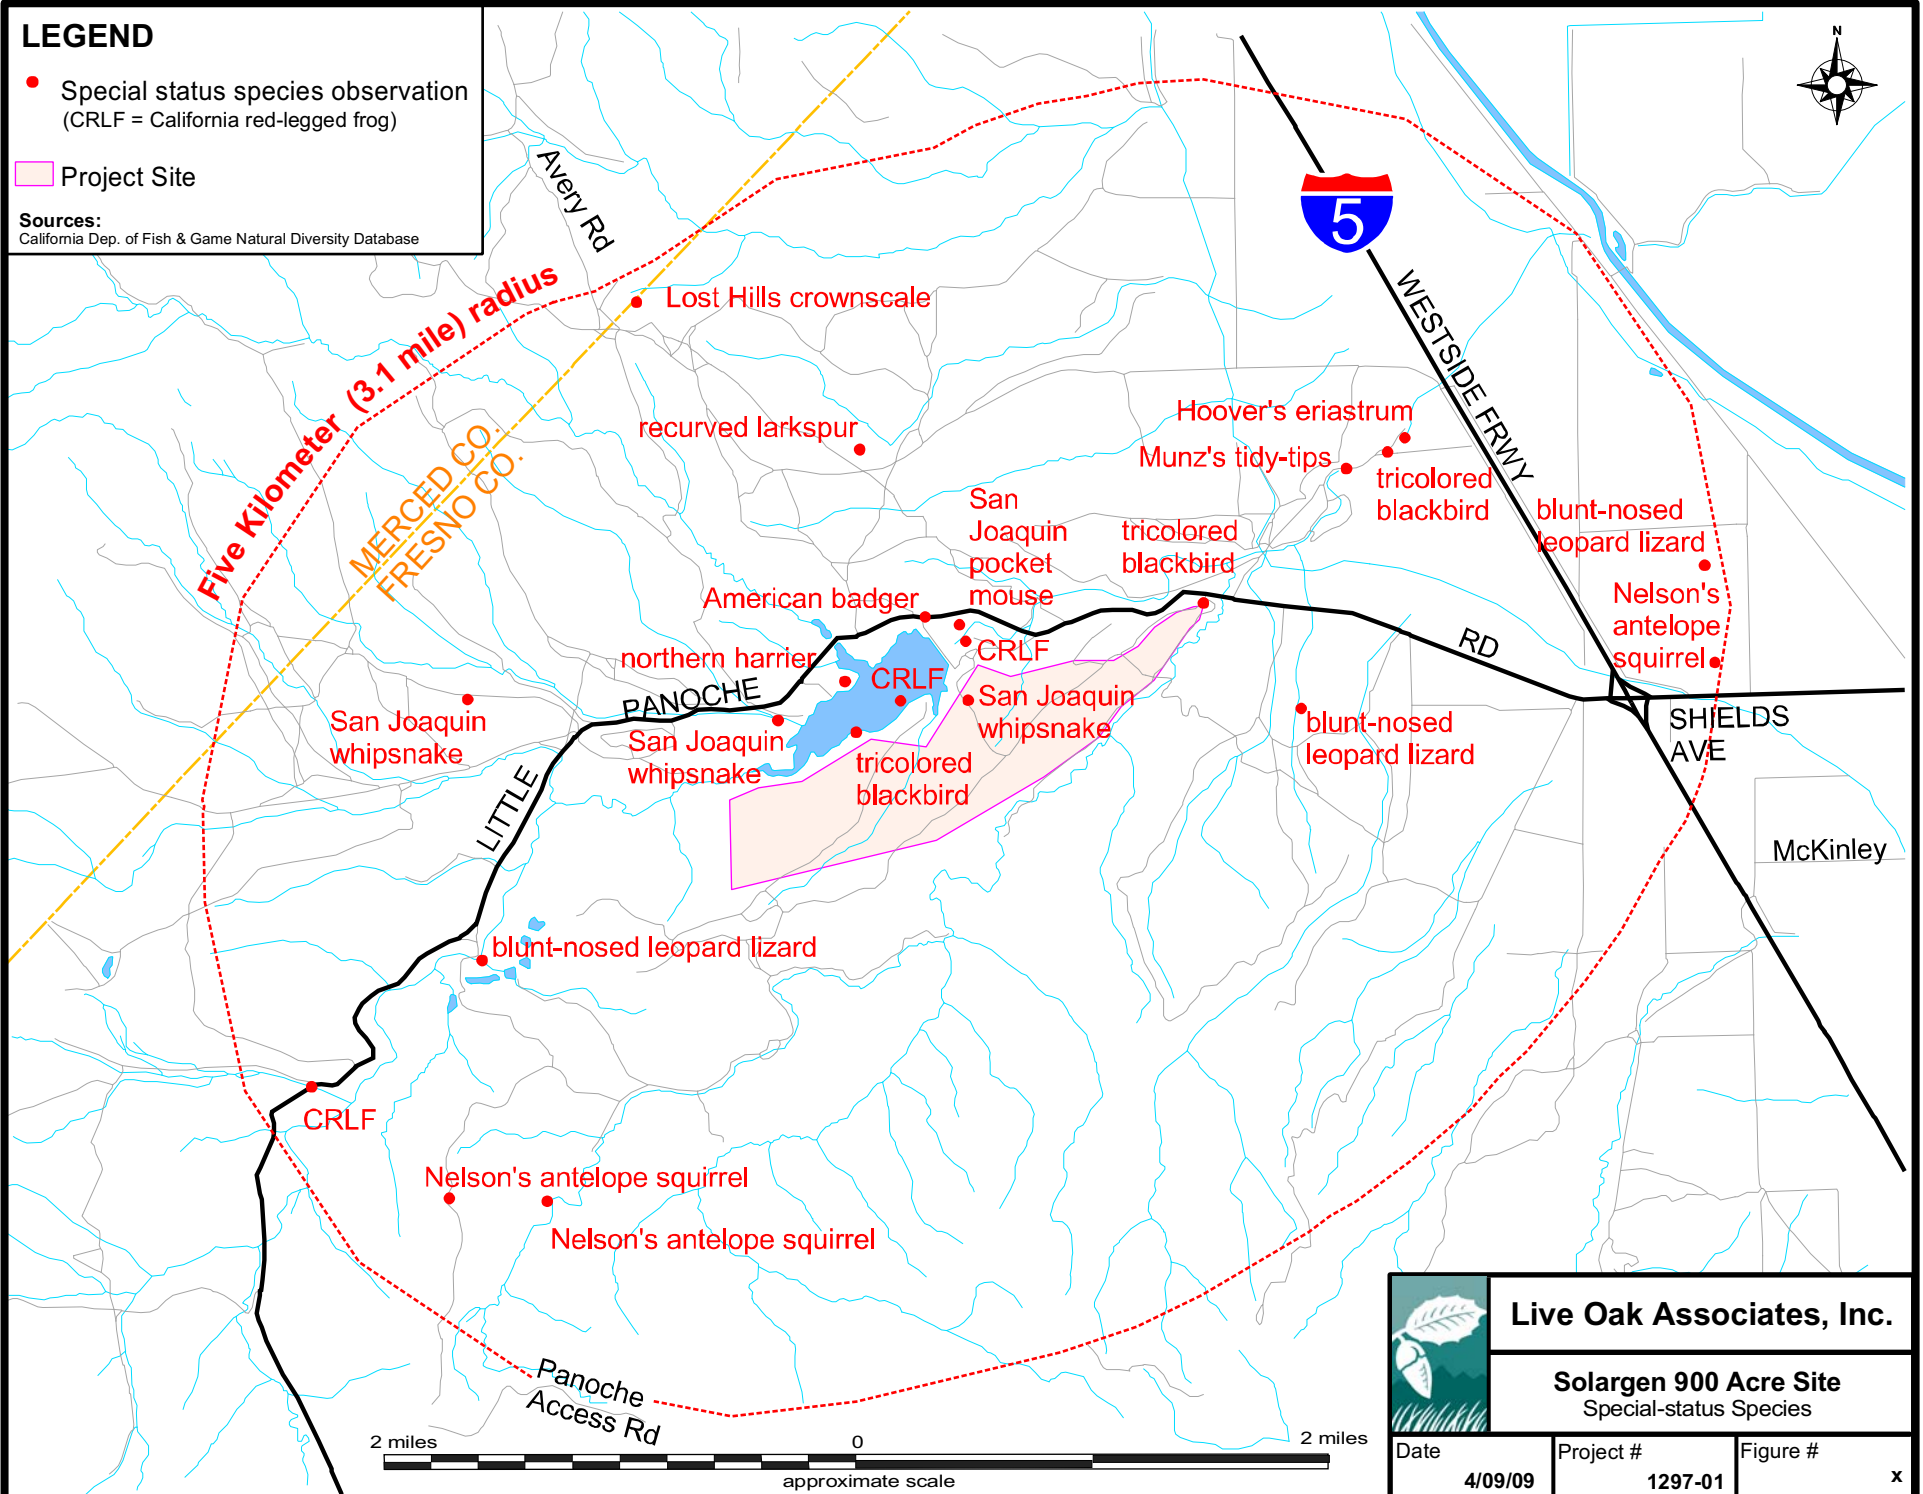 LEGEND
Special status species observation
(CRLF = California red-legged frog)
Project Site
Sources:
California Dep. of Fish & Game Natural Diversity Database
N
Avery Rd
5
WESTSIDE FRWY
Five Kilometer (3.1 mile) radius
MERCED CO.
FRESNO CO.
Lost Hills crownscale
recurved larkspur
Hoover's eriastrum
Munz's tidy-tips
tricolored
blackbird
San
Joaquin
pocket
mouse
tricolored
blackbird
blunt-nosed
leopard lizard
Nelson's
antelope
squirrel
American badger
CRLF
northern harrier
CRLF
San Joaquin
whipsnake
San Joaquin
whipsnake
San Joaquin
whipsnake
tricolored
blackbird
blunt-nosed
leopard lizard
LITTLE
PANOCHE
RD
SHIELDS
AVE
McKinley
blunt-nosed leopard lizard
CRLF
Nelson's antelope squirrel
Nelson's antelope squirrel
Panoche
Access Rd
2 miles
0
2 miles
approximate scale
Live Oak Associates, Inc.
Solargen 900 Acre Site
Special-status Species
Date
4/09/09
Project #
1297-01
Figure #
x